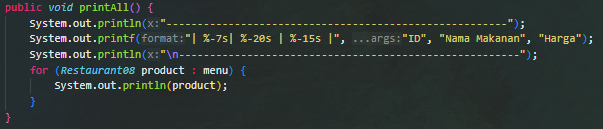 public void printAll() {
    System.out.println(x:"-----------------------------------------------------");
    System.out.printf(format:"| %-7s| %-20s | %-15s |", ...args:"ID", "Nama Makanan", "Harga");
    System.out.println(x:"\n-----------------------------------------------------");
    for (Restaurant08 product : menu) {
        System.out.println(product);
    }
}